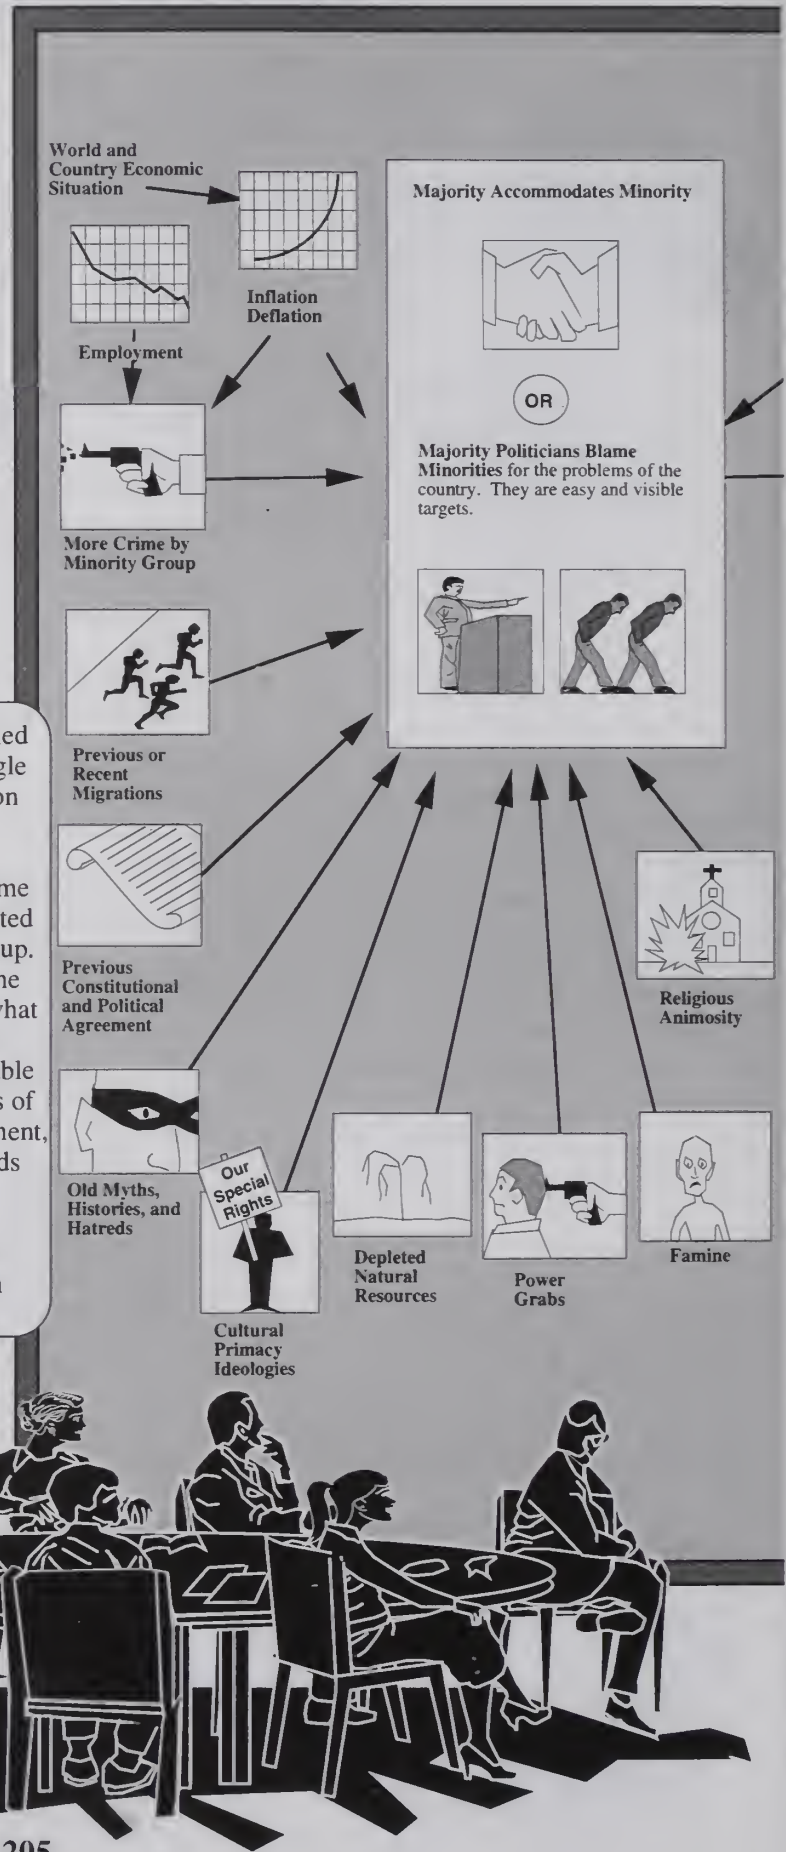 World and
Country Economic
Situation
Employment
Inflation
Deflation
More Crime by
Minority Group
Majority Accommodates Minority
OR
Majority Politicians Blame
Minorities for the problems of the
country. They are easy and visible
targets.
Previous or
Recent
Migrations
Previous
Constitutional
and Political
Agreement
Old Myths,
Histories, and
Hatreds
Our
Special
Rights
Cultural
Primacy
Ideologies
Depleted
Natural
Resources
Power
Grabs
Famine
Religious
Animosity
on
up.
s of